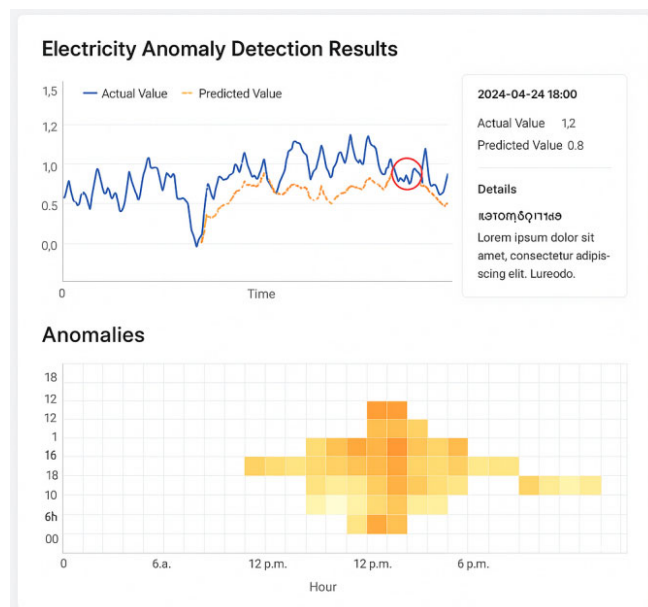 Electricity Anomaly Detection Results
1,5
Actual Value
Predicted Value
1,2
1,0
0.5
0,0
0
Time
2024-04-24 18:00
Actual Value 1,2
Predicted Value 0.8
Details
Lorem ipsum dolor sit
amet, consectetur adipis-
scing elit. Lureodo.
Anomalies
18
12
12
1
16
18
10
6h
00
0
6.a.
12 p.m.
12 p.m.
6 p.m.
Hour